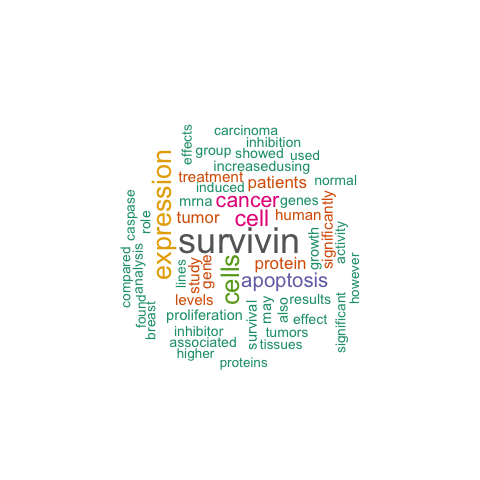 carcinoma
effects
inhibition
group
showed
used
increased
using
treatment
patients
normal
induced
expression
mrna
cancer
genes
caspase
role
tumor
cell
human
significantly
survivin
growth
activity
compared
analysis
lines
study
gene
cells
protein
apoptosis
however
found
breast
levels
survival
may
also
results
proliferation
effect
significant
inhibitor
tumors
associated
tissues
higher
proteins